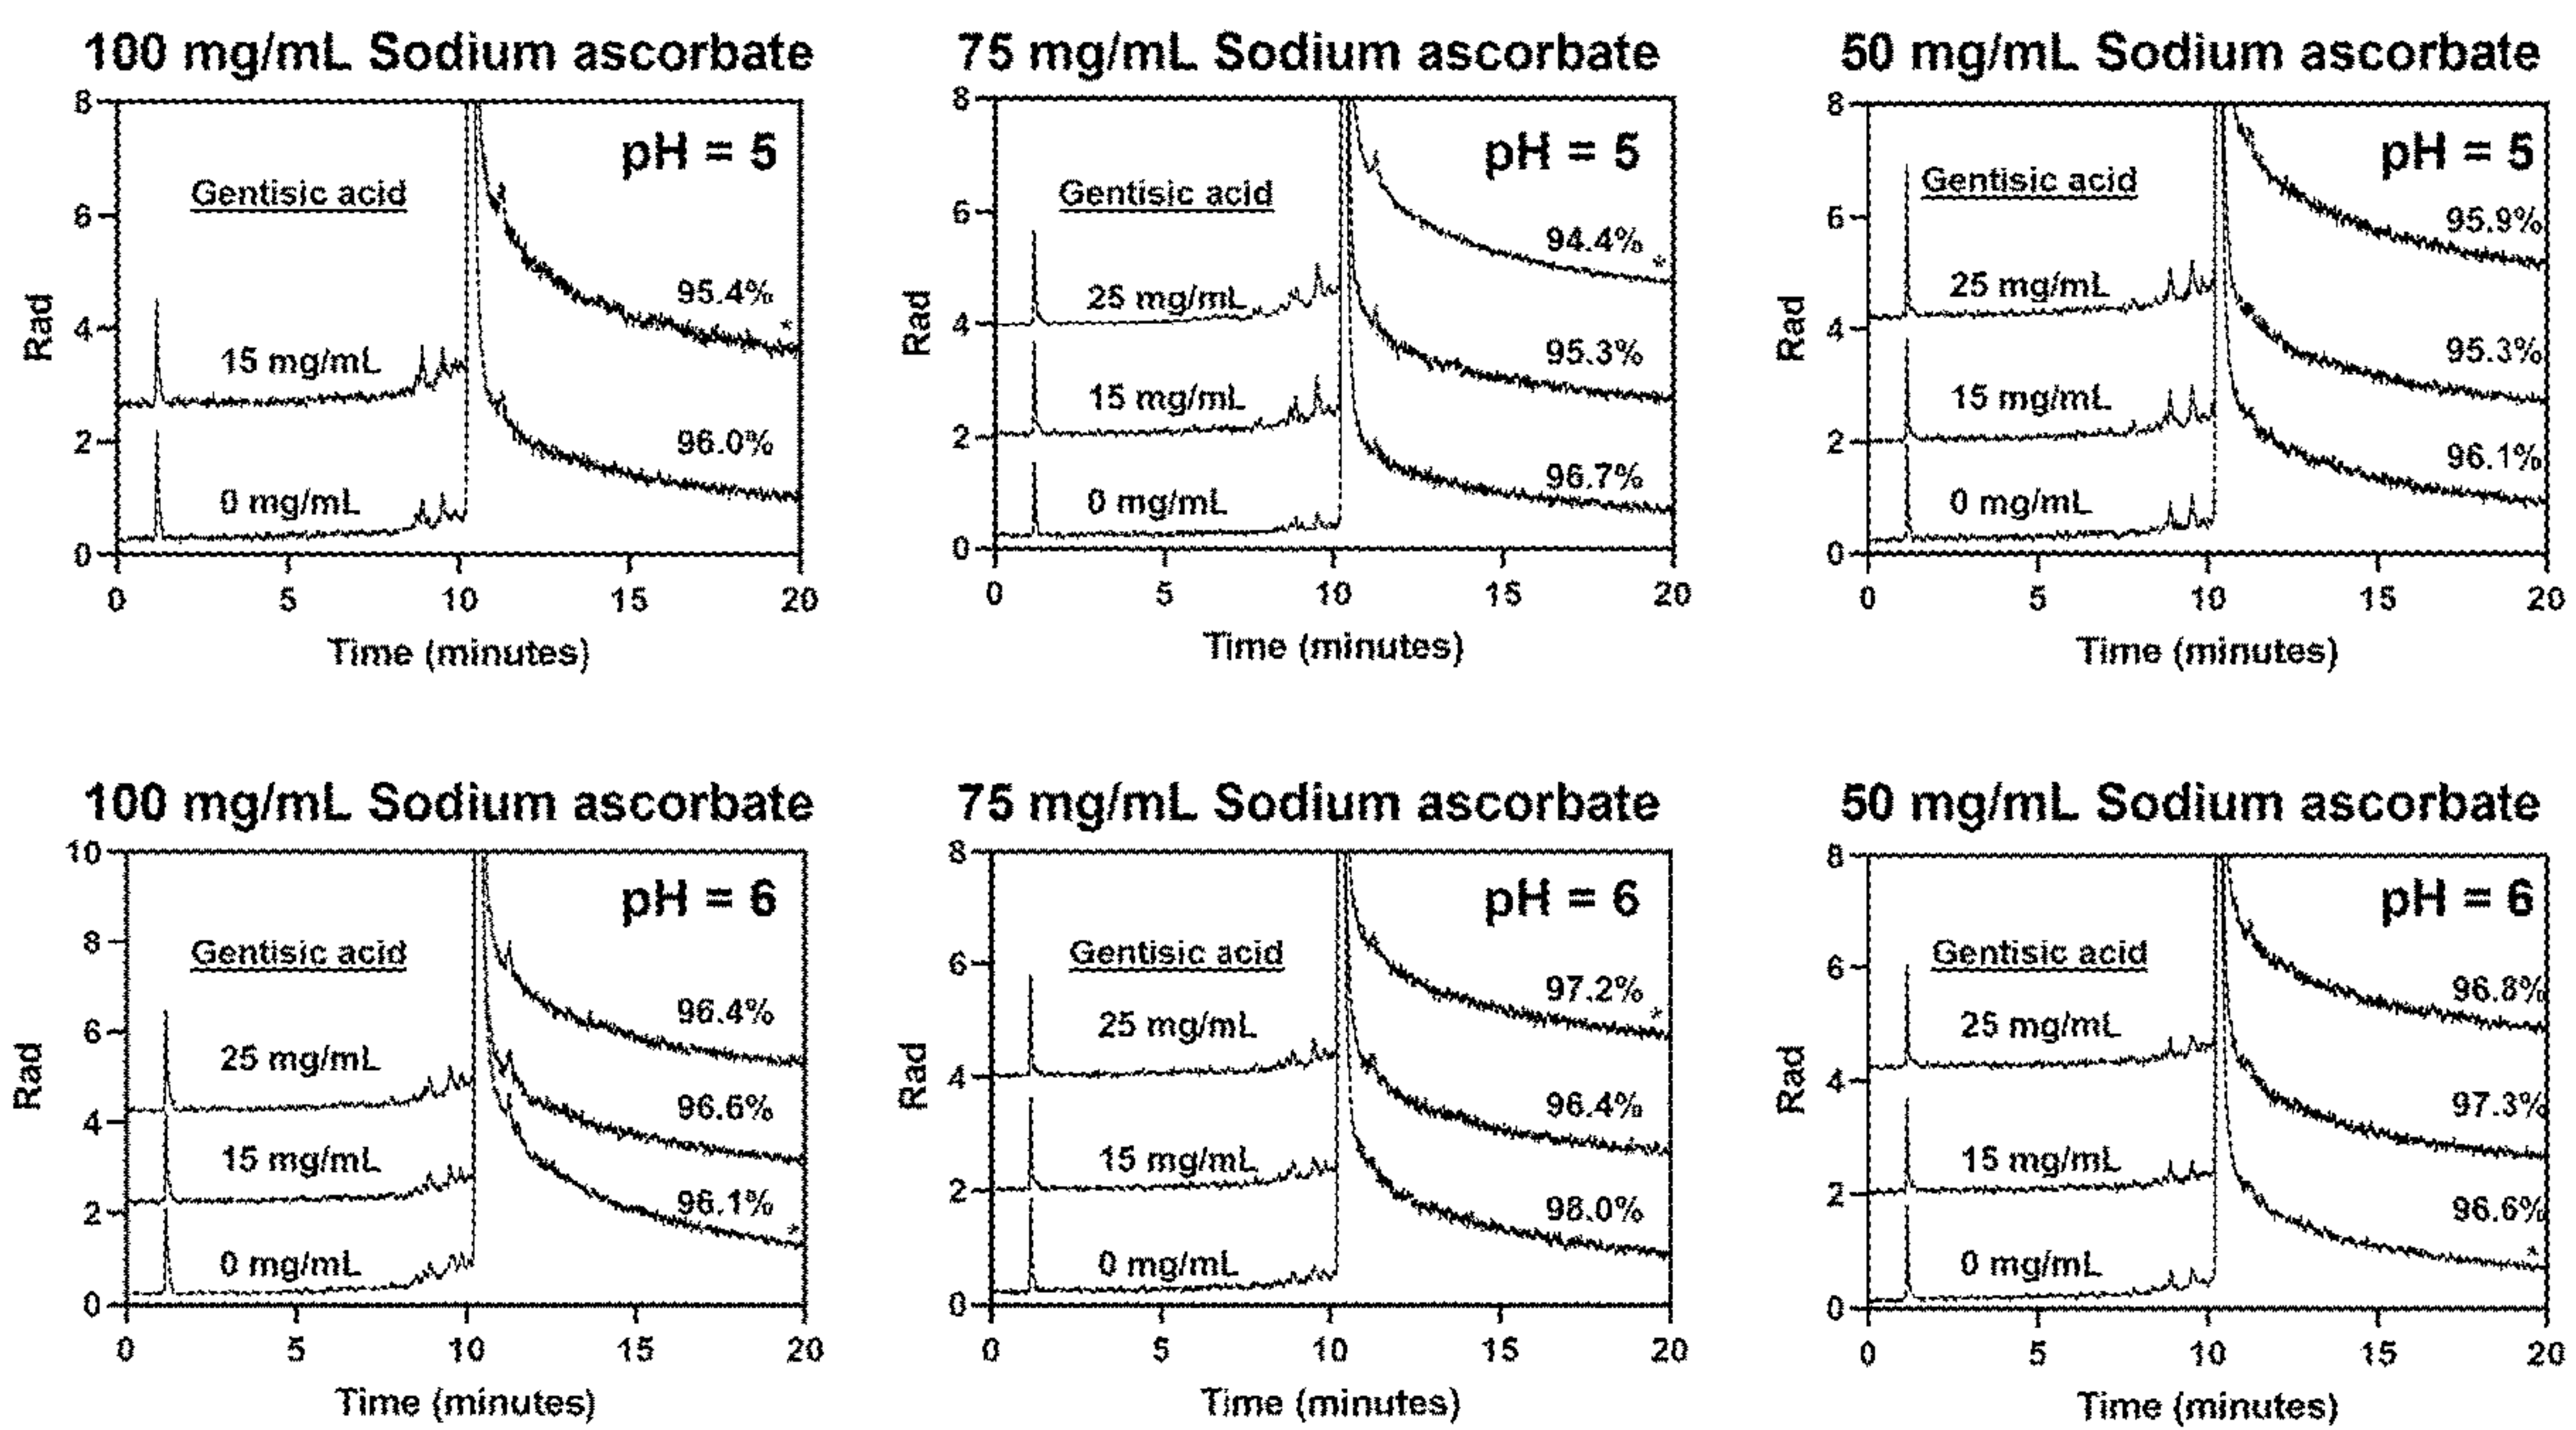 100 mg/mL Sodium ascorbate
8
pH = 5
Gentisic acid
6
95.4%
*
4
Rad
15 mg/mL
96.0%
2
0 mg/mL
0
0 5 10 15 20
Time (minutes)
75 mg/mL Sodium ascorbate
8
pH = 5
Gentisic acid
6
94.4%
*
25 mg/mL
4
Rad
95.3%
15 mg/mL
2
96.7%
0 mg/mL
0
0 5 10 15 20
Time (minutes)
50 mg/mL Sodium ascorbate
8
pH = 5
Gentisic acid
6
95.9%
25 mg/mL
4
Rad
95.3%
15 mg/mL
2
96.1%
0 mg/mL
0
0 5 10 15 20
Time (minutes)
100 mg/mL Sodium ascorbate
10
pH = 6
8
Gentisic acid
96.4%
6
25 mg/mL
Rad
96.6%
4
15 mg/mL
96.1%
2
*
0 mg/mL
0
0 5 10 15 20
Time (minutes)
75 mg/mL Sodium ascorbate
8
pH = 6
Gentisic acid
6
97.2%
*
25 mg/mL
4
Rad
96.4%
15 mg/mL
2
98.0%
0 mg/mL
0
0 5 10 15 20
Time (minutes)
50 mg/mL Sodium ascorbate
8
pH = 6
Gentisic acid
6
96.8%
25 mg/mL
4
Rad
97.3%
15 mg/mL
2
96.6%
*
0 mg/mL
0
0 5 10 15 20
Time (minutes)